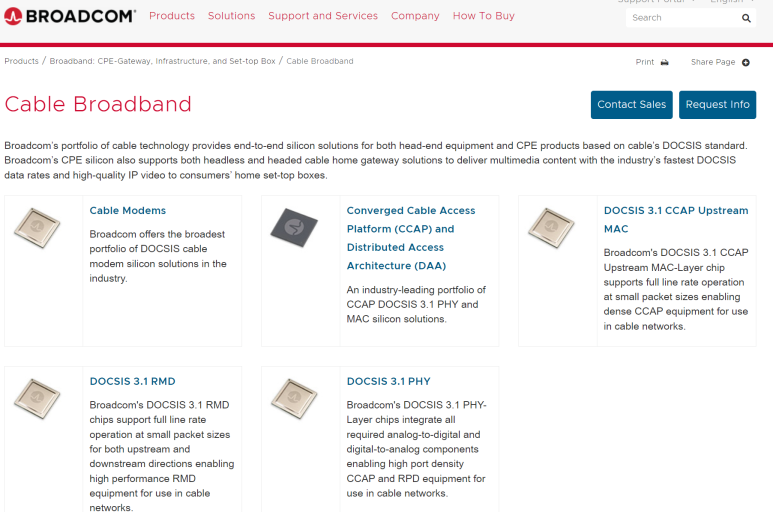 Support Portal
English
BROADCOM
Products
Solutions
Support and Services
Company
How To Buy
Search
Products / Broadband: CPE-Gateway, Infrastructure, and Set-top Box / Cable Broadband
Print
Share Page
Cable Broadband
Contact Sales
Request Info
Broadcom's portfolio of cable technology provides end-to-end silicon solutions for both head-end equipment and CPE products based on cable's DOCSIS standard.
Broadcom's CPE silicon also supports both headless and headed cable home gateway solutions to deliver multimedia content with the industry's fastest DOCSIS
data rates and high-quality IP video to consumers' home set-top boxes.
Cable Modems
Broadcom offers the broadest
portfolio of DOCSIS cable
modem silicon solutions in the
industry.
Converged Cable Access
Platform (CCAP) and
Distributed Access
Architecture (DAA)
An industry-leading portfolio of
CCAP DOCSIS 3.1 PHY and
MAC silicon solutions.
DOCSIS 3.1 CCAP Upstream
MAC
Broadcom's DOCSIS 3.1 CCAP
Upstream MAC-Layer chip
supports full line rate operation
at small packet sizes enabling
dense CCAP equipment for use
in cable networks.
DOCSIS 3.1 RMD
Broadcom's DOCSIS 3.1 RMD
chips support full line rate
operation at small packet sizes
for both upstream and
downstream directions enabling
high performance RMD
equipment for use in cable
networks.
DOCSIS 3.1 PHY
Broadcom's DOCSIS 3.1 PHY-
Layer chips integrate all
required analog-to-digital and
digital-to-analog components
enabling high port density
CCAP and RPD equipment for
use in cable networks.